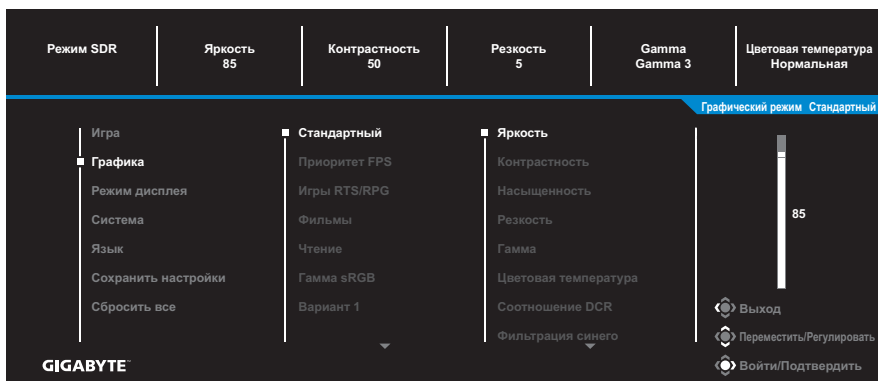 Режим SDR
Яркость
85
Контрастность
50
Резкость
5
Gamma
Gamma 3
Цветовая температура
Нормальная
Графический режим Стандартный
Игра
Графика
Режим дисплея
Система
Язык
Сохранить настройки
Сбросить все
Стандартный
Приоритет FPS
Игры RTS/RPG
Фильмы
Чтение
Гамма sRGB
Вариант 1
Яркость
Контрастность
Насыщенность
Резкость
Гамма
Цветовая температура
Соотношение DCR
Фильтрация синего
85
Выход
Переместить/Регулировать
Войти/Подтвердить
GIGABYTE™